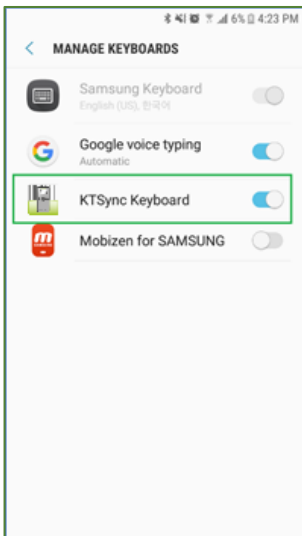 6% 4:23 PM
MANAGE KEYBOARDS
Samsung Keyboard
English (US), 한국어
Google voice typing
Automatic
KTSync Keyboard
Mobizen for SAMSUNG